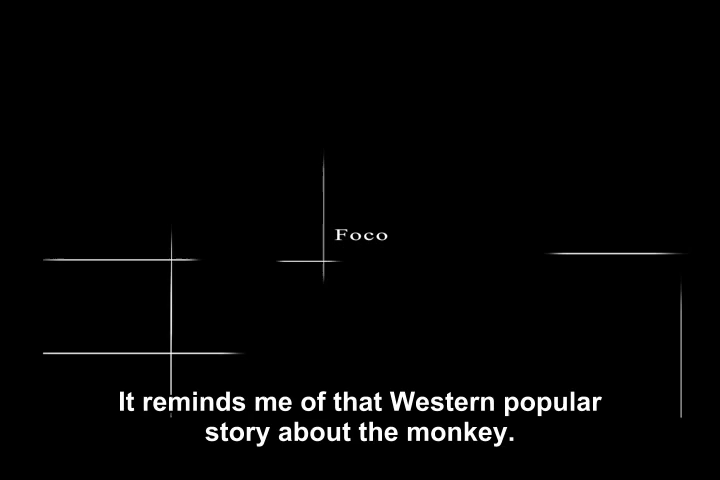 Foco
It reminds me of that Western popular
story about the monkey.